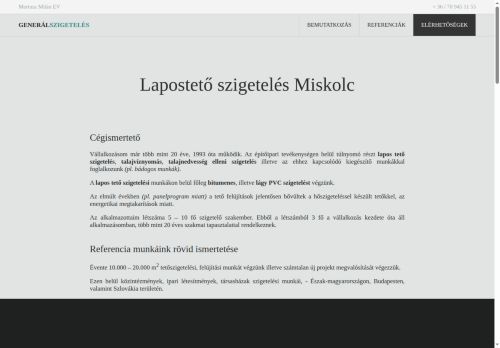 Mertusz Milán EV
+ 36 / 70 945 31 55
GENERÁLSZIGETELÉS
BEMUTATKOZÁS
REFERENCIÁK
ELÉRHETŐSÉGEK
Lapostető szigetelés Miskolc
Cégismertető
Vállalkozásom már több mint 20 éve, 1993 óta működik. Az építőipari tevékenységen belül túlnyomó részt lapos tető
szigetelés, talajvíznyomás, talajnedvesség elleni szigetelés illetve az ehhez kapcsolódó kiegészítő munkákkal
foglalkozunk (pl. bádogos munkák).
A lapos tető szigetelési munkákon belül főleg bitumenes, illetve lágy PVC szigetelést végzünk.
Az elmúlt években (pl. panelprogram miatt) a tető felújítások jelentősen bővültek a hőszigeteléssel készült tetőkkel, az
energetikai megtakarítások miatt.
Az alkalmazottaim létszáma 5 – 10 fő szigetelő szakember. Ebből a létszámból 3 fő a vállalkozás kezdete óta áll
alkalmazásomban, több mint 20 éves szakmai tapasztalattal rendelkeznek.
Referencia munkáink rövid ismertetése
Évente 10.000 – 20.000 m2 tetőszigetelési, felújítási munkát végzünk illetve számtalan új projekt megvalósítását végezzük.
Ezen belül közintézmények, ipari létesítmények, társasházak szigetelési munkái, - Észak-magyarországon, Budapesten,
valamint Szlovákia területén.